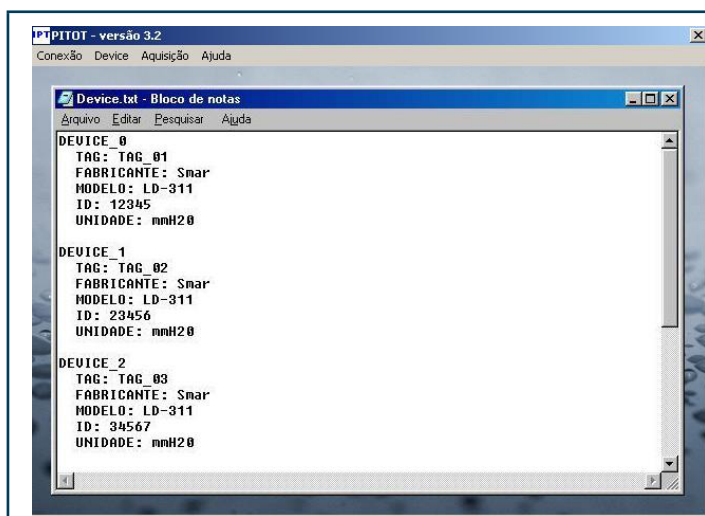 IPT PITOT - versão 3.2
Conexão Device Aquisição Ajuda
Device.txt - Bloco de notas
Arquivo Editar Pesquisar Ajuda
DEVICE_0
TAG: TAG_01
FABRICANTE: Smar
MODELO: LD-311
ID: 12345
UNIDADE: mmH20
DEVICE_1
TAG: TAG_02
FABRICANTE: Smar
MODELO: LD-311
ID: 23456
UNIDADE: mmH20
DEVICE_2
TAG: TAG_03
FABRICANTE: Smar
MODELO: LD-311
ID: 34567
UNIDADE: mmH20